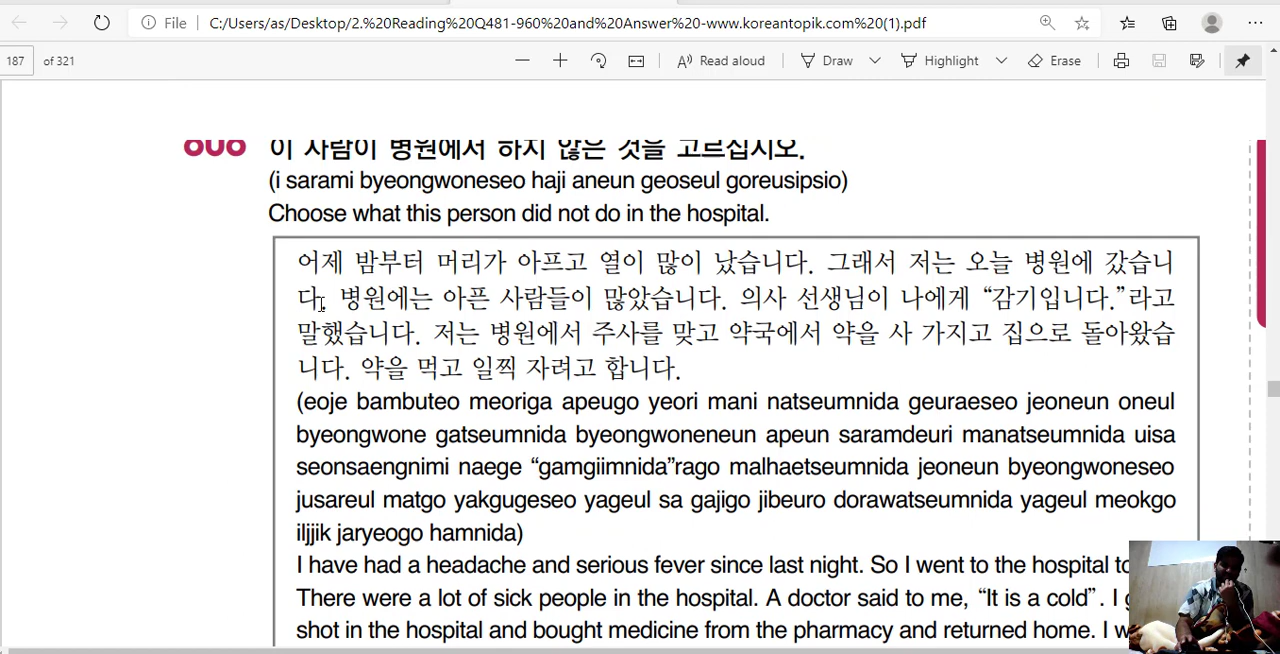 File C:/Users/as/Desktop/2.%20Reading%20Q481-960%20and%20Answer%20-www.koreantopik.com%20(1).pdf
187 of 321 Read aloud Draw Highlight Erase
이 사람이 병원에서 하지 않은 것을 고르십시오.
(i sarami byeongwoneseo haji aneun geoseul goreusipsio)
Choose what this person did not do in the hospital.
어제 밤부터 머리가 아프고 열이 많이 났습니다. 그래서 저는 오늘 병원에 갔습니
다. 병원에는 아픈 사람들이 많았습니다. 의사 선생님이 나에게 “감기입니다.”라고
말했습니다. 저는 병원에서 주사를 맞고 약국에서 약을 사 가지고 집으로 돌아왔습
니다. 약을 먹고 일찍 자려고 합니다.
(eoje bambuteo meoriga apeugo yeori mani natseumnida geuraeseo jeoneun oneul
byeongwone gatseumnida byeongwoneneun apeun saramdeuri manatseumnida uisa
seonsaengnimi naege “gamgiimnida”rago malhaetseumnida jeoneun byeongwoneseo
jusareul matgo yakgugeseo yageul sa gajigo jibeuro dorawatseumnida yageul meokgo
iljjik jaryeogo hamnida)
I have had a headache and serious fever since last night. So I went to the hospital
There were a lot of sick people in the hospital. A doctor said to me, “It is a cold”. I
shot in the hospital and bought medicine from the pharmacy and returned home. I